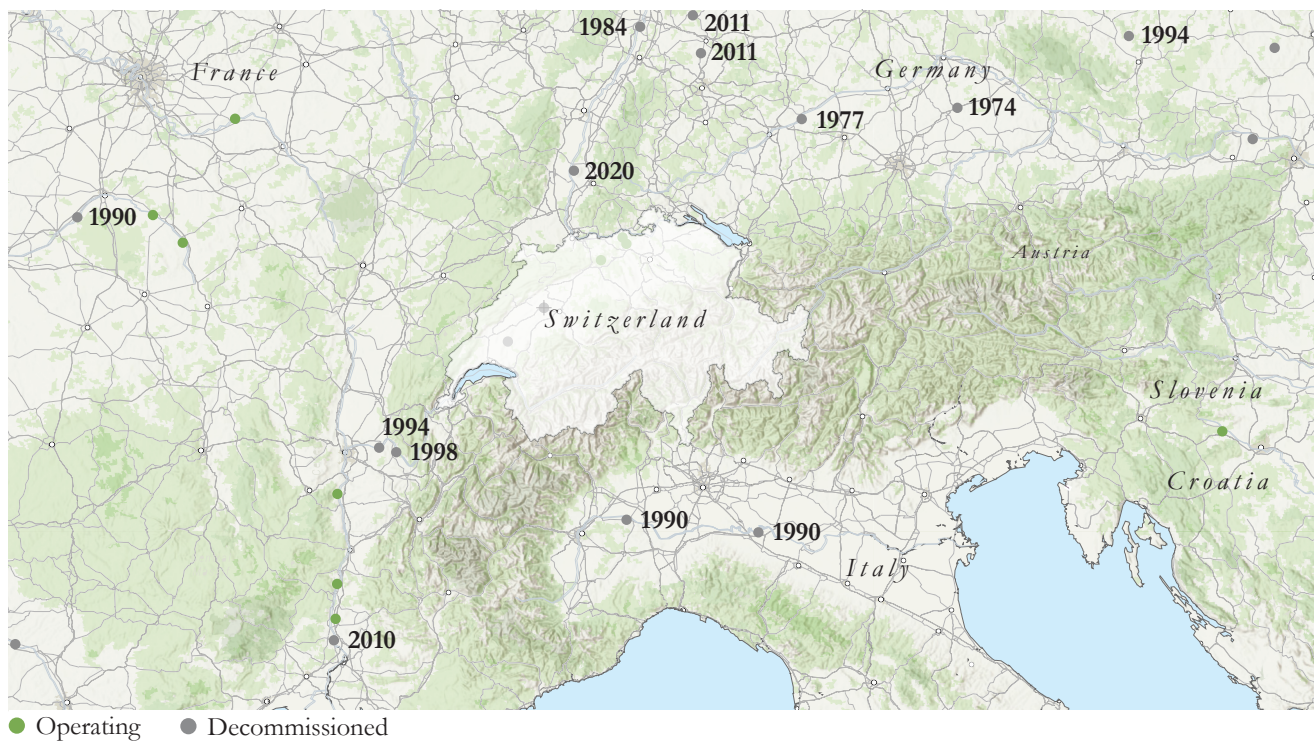 1984
2011
1994
France
2011
Germany
1974
1977
2020
1990
Austria
Switzerland
Slovenia
1994
1998
Croatia
1990
1990
Italy
2010
Operating
Decommissioned